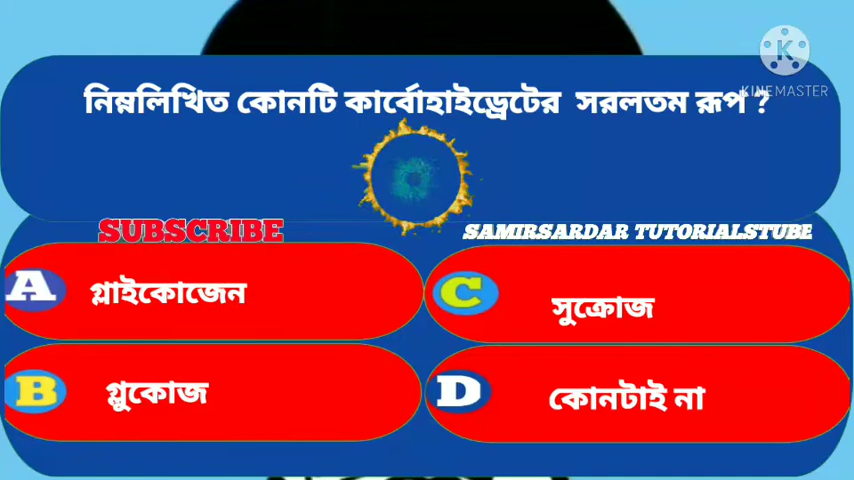 K
KINEMASTER
নিম্নলিখিত কোনটি কার্বোহাইড্রেটের সরলতম রূপ ?
SUBSCRIBE
SAMIRSARDAR TUTORIALSTUBE
A গ্লাইকোজেন
C সুক্রোজ
B গ্লুকোজ
D কোনটাই না